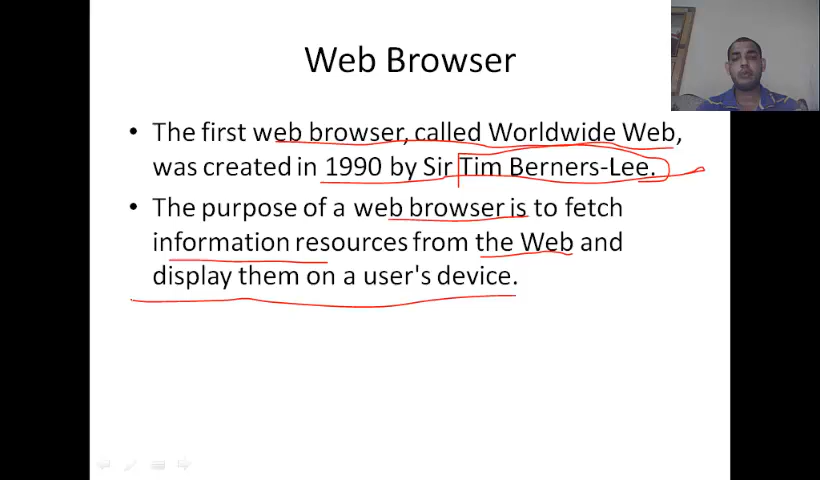 Web Browser
• The first web browser, called Worldwide Web,
was created in 1990 by Sir Tim Berners-Lee.
• The purpose of a web browser is to fetch
information resources from the Web and
display them on a user's device.